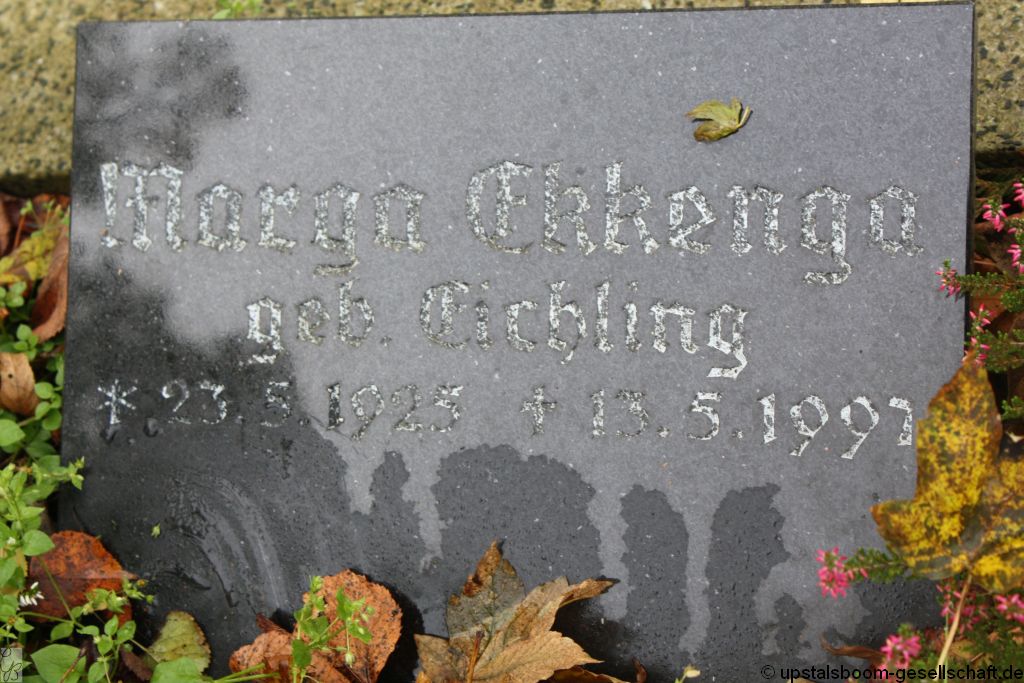 Marga Ekkenga
geb. Eichling
* 23. 5. 1925 † 13. 5. 1997
© upstalsboom-gesellschaft.de